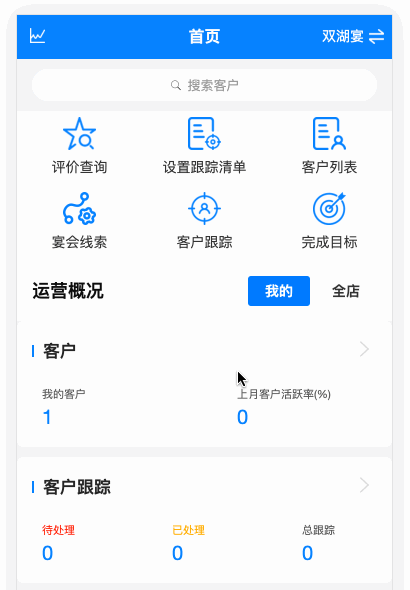 首页
双湖宴
搜索客户
评价查询 设置跟踪清单 客户列表
宴会线索 客户跟踪 完成目标
运营概况 我的 全店
客户
我的客户 上月客户活跃率(%)
1 0
客户跟踪
待处理 已处理 总跟踪
0 0 0